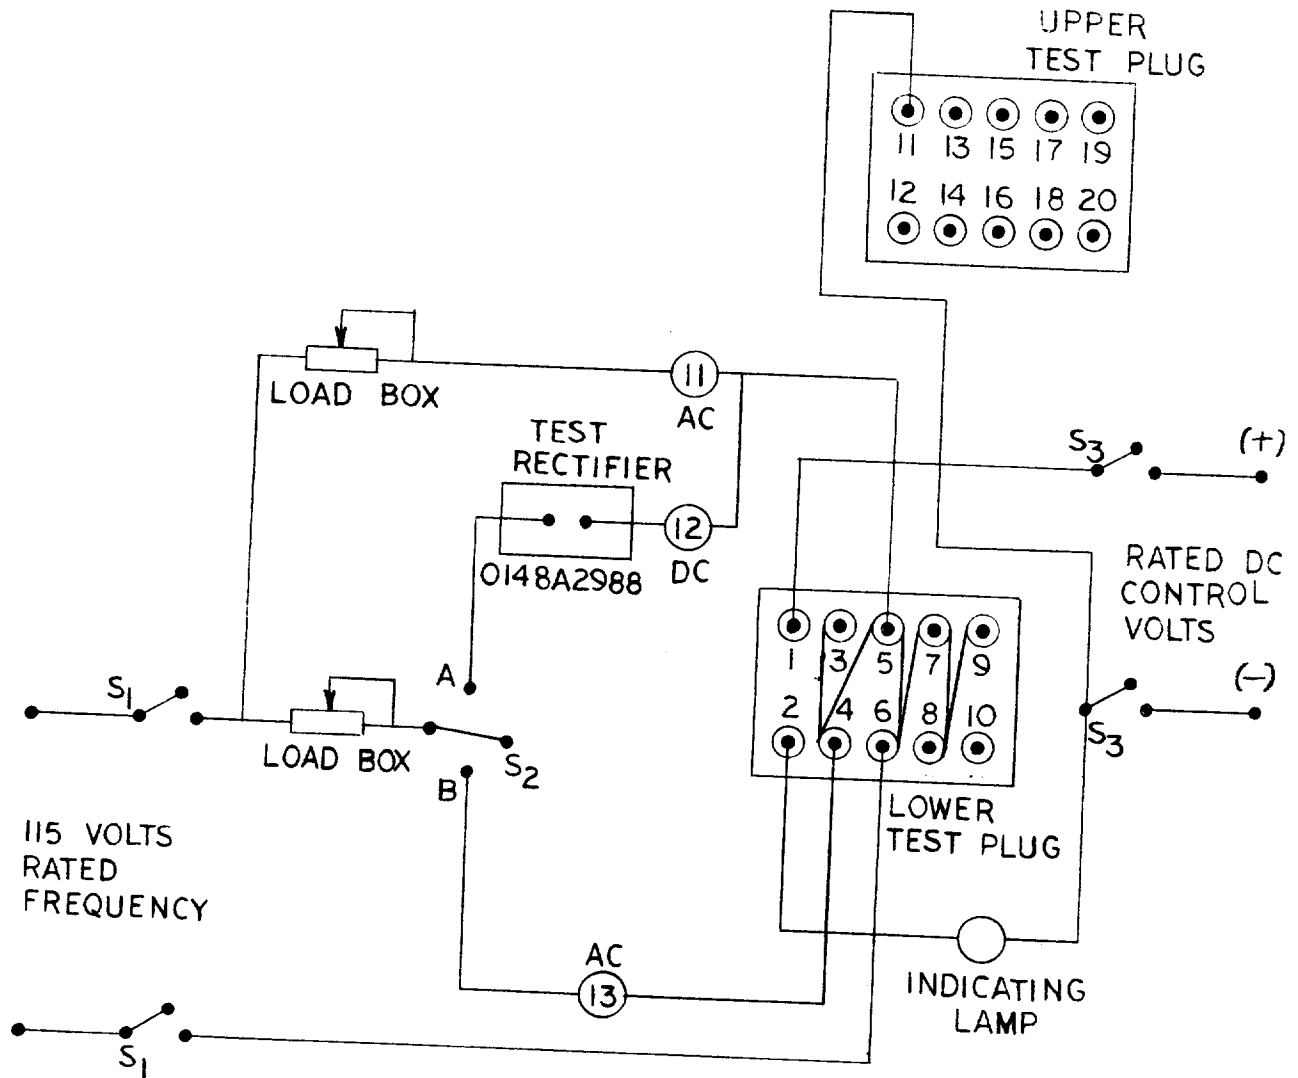 UPPER
TEST PLUG
11 13 15 17 19
12 14 16 18 20
LOAD BOX
11
AC
TEST
RECTIFIER
12
DC
0148A2988
S3
(+)
RATED DC
CONTROL
VOLTS
1 3 5 7 9
2 4 6 8 10
A
S1
LOAD BOX
S2
B
(-)
S3
LOWER
TEST PLUG
115 VOLTS
RATED
FREQUENCY
AC
13
INDICATING
LAMP
S1